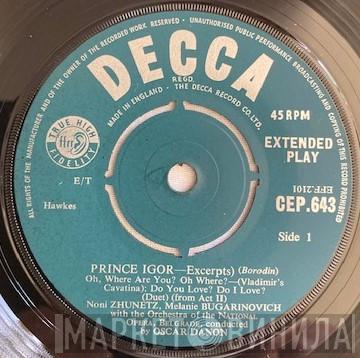 ALL RIGHTS OF THE MANUFACTURER AND OF THE OWNER OF THE RECORDED WORK RESERVED · UNAUTHORISED PUBLIC PERFORMANCE BROADCASTING AND COPYING OF THIS RECORD PROHIBITED
DECCA
REGD.
MADE IN ENGLAND · THE DECCA RECORD CO. LTD.
45 RPM
TRUE HIGH
FIDELITY
EXTENDED
PLAY
E/T
EFF.2101
CEP.643
Hawkes
Side 1
PRINCE IGOR—Excerpts) (Borodin)
Oh, Where Are You? Oh Where?—(Vladimir's
Cavatina); Do You Love? Do I Love?
(Duet) (from Act II)
Noni ZHUNETZ, Melanie BUGARINOVICH
with the Orchestra of the NATIONAL
OPERA, BELGRADE, conducted
by OSCAR DANON